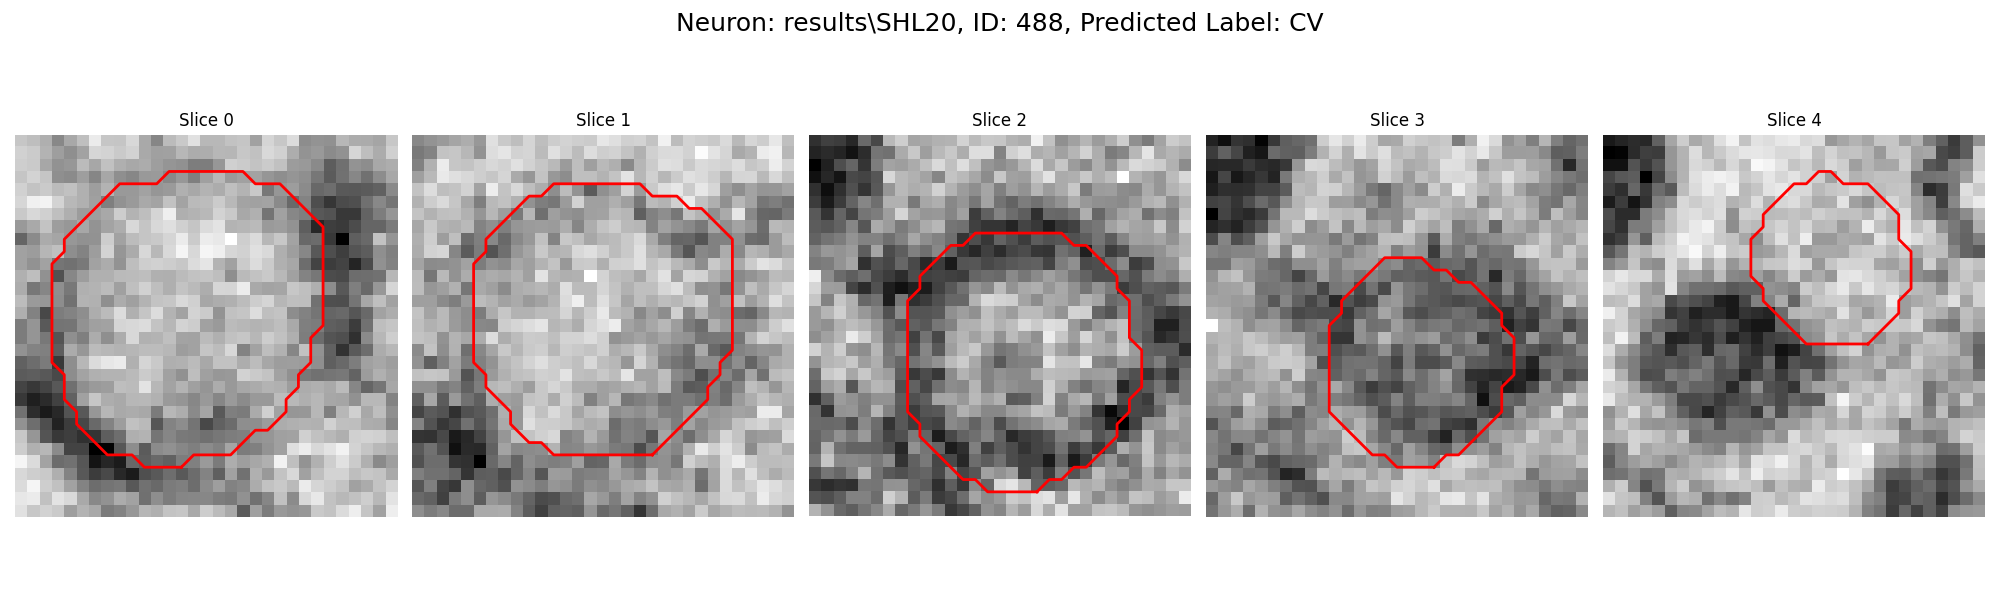 Neuron: results\SHL20, ID: 488, Predicted Label: CV
Slice 0
Slice 1
Slice 2
Slice 3
Slice 4